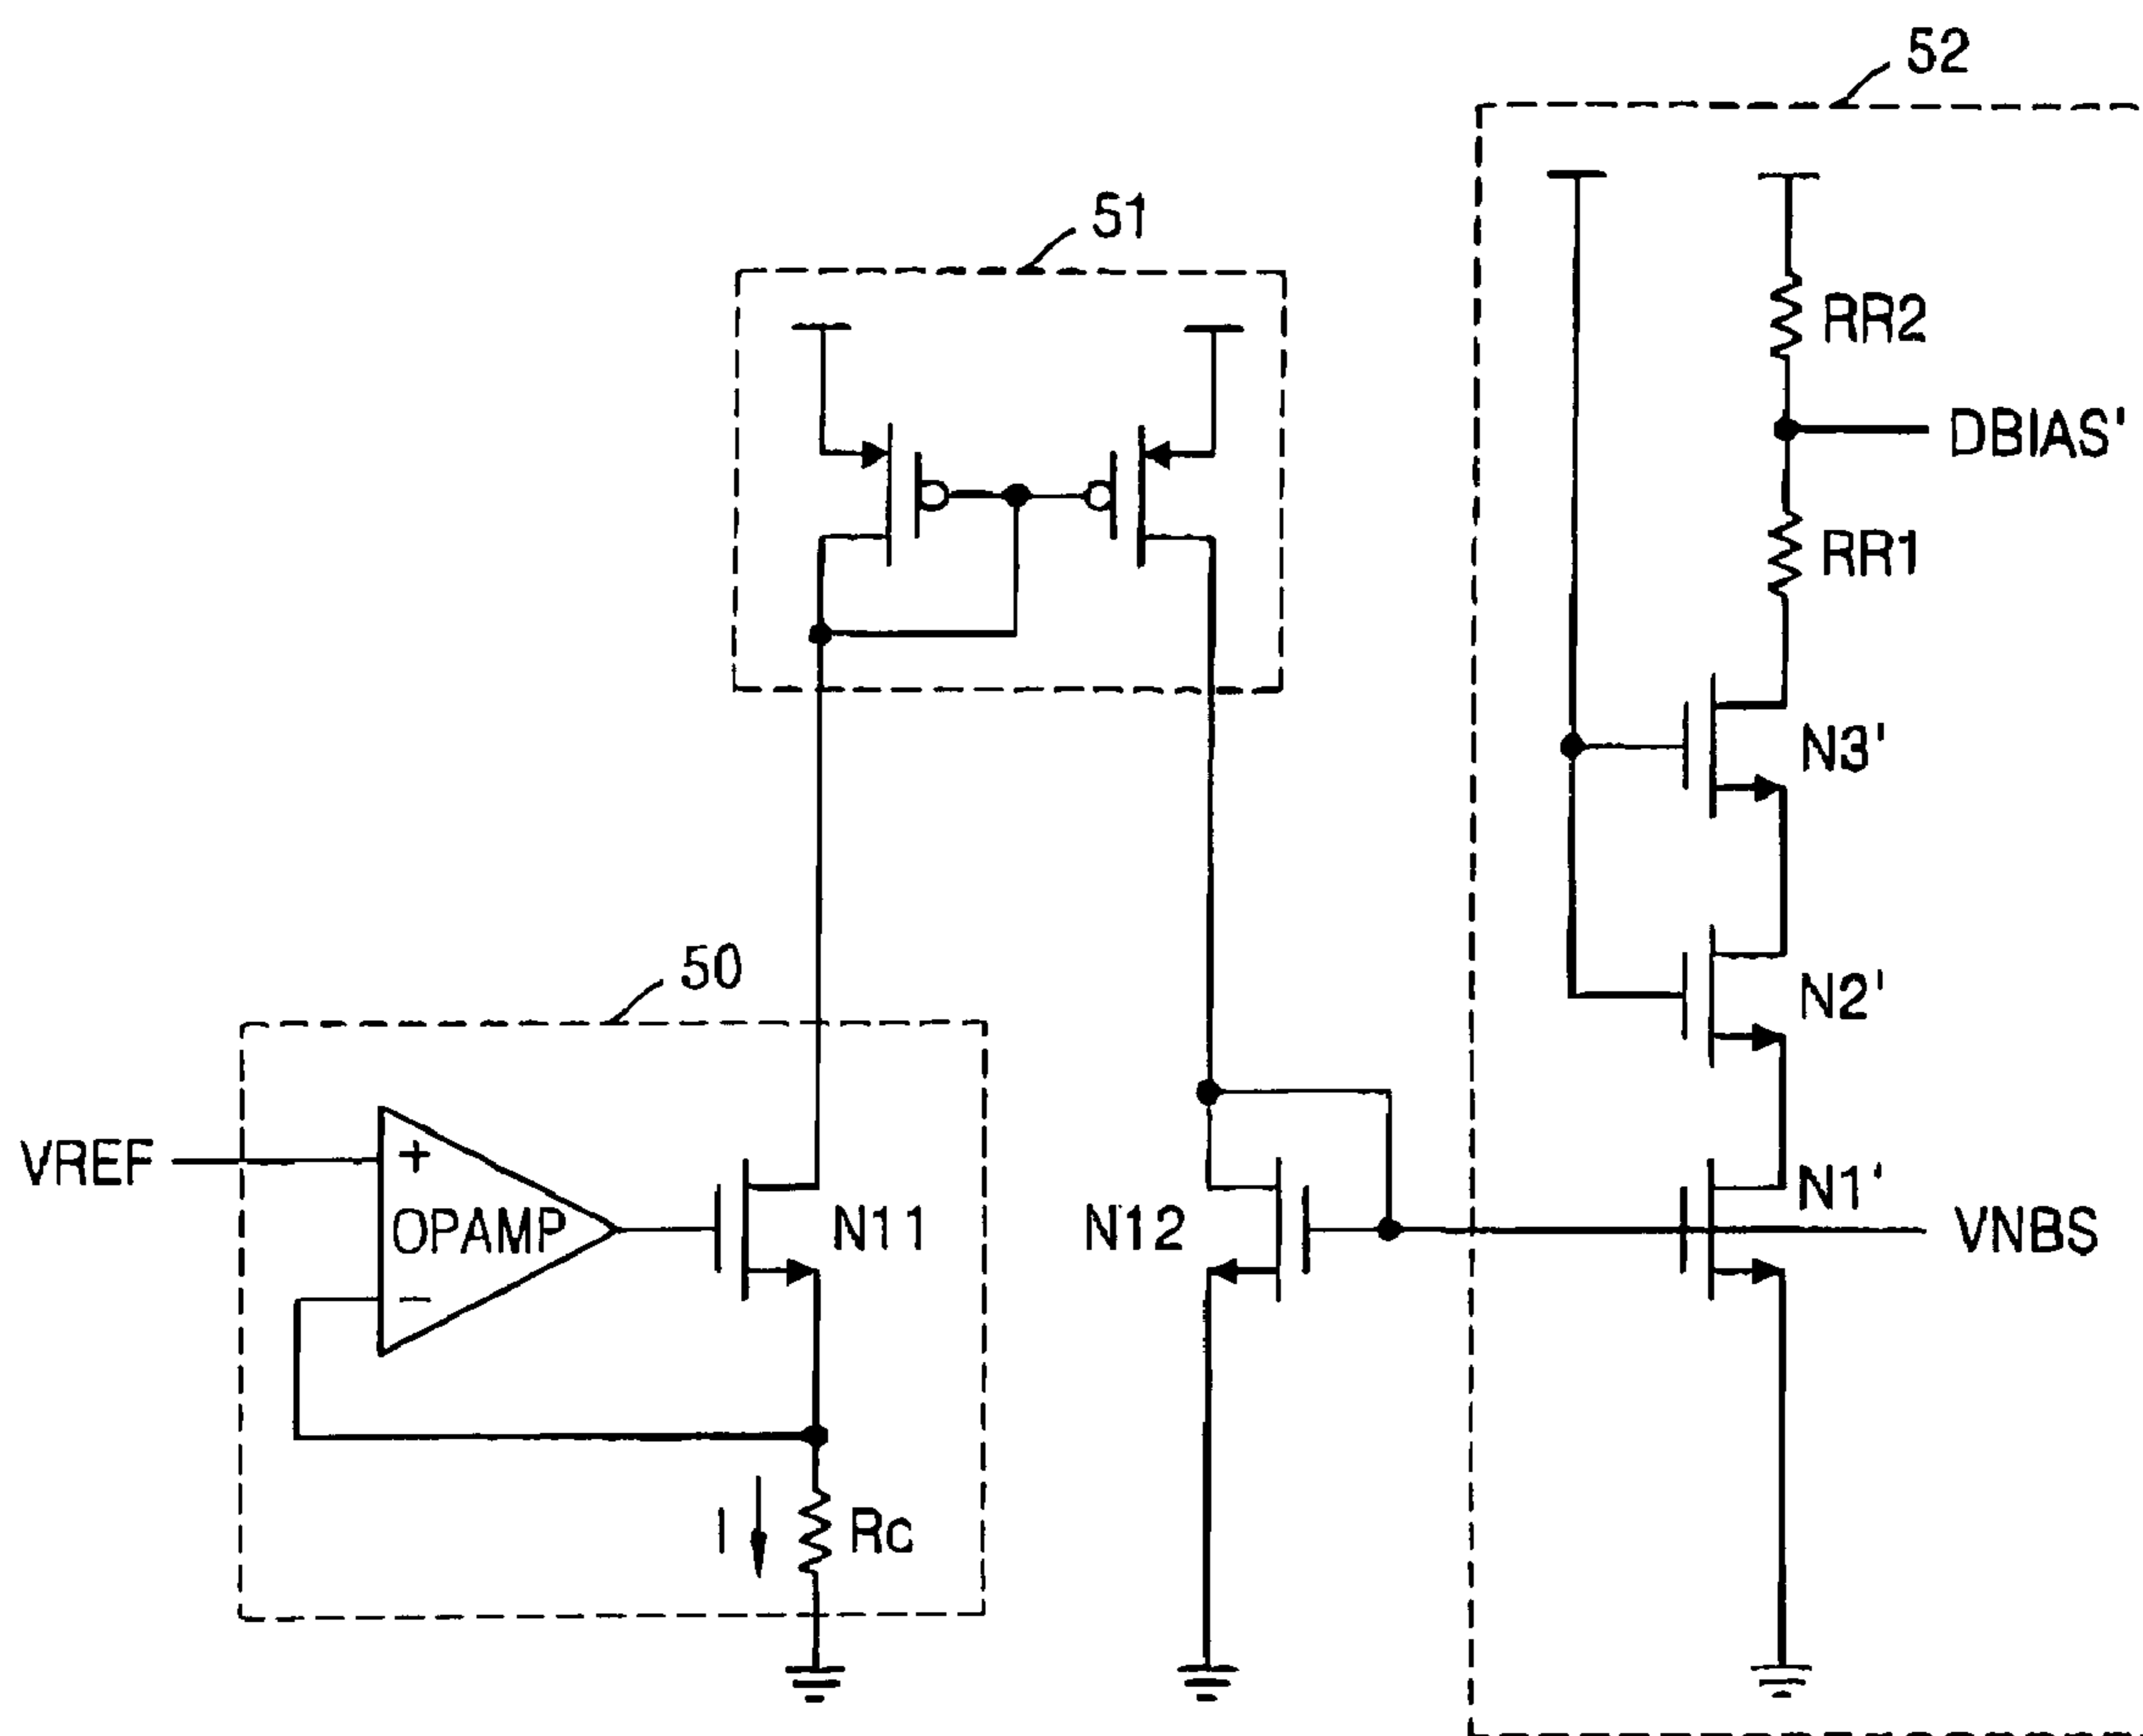 52
51
RR2
DBIAS'
RR1
N3'
50
N2'
VREF
+
OPAMP
N11
N12
N1'
VNBS
−
I
Rc